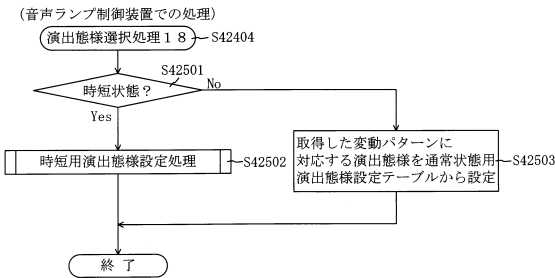 (音声ランプ制御装置での処理)
演出態様選択処理18
S42404
S42501
時短状態?
No
Yes
時短用演出態様設定処理
S42502
取得した変動パターンに
対応する演出態様を通常状態用
演出態様設定テーブルから設定
S42503
終了